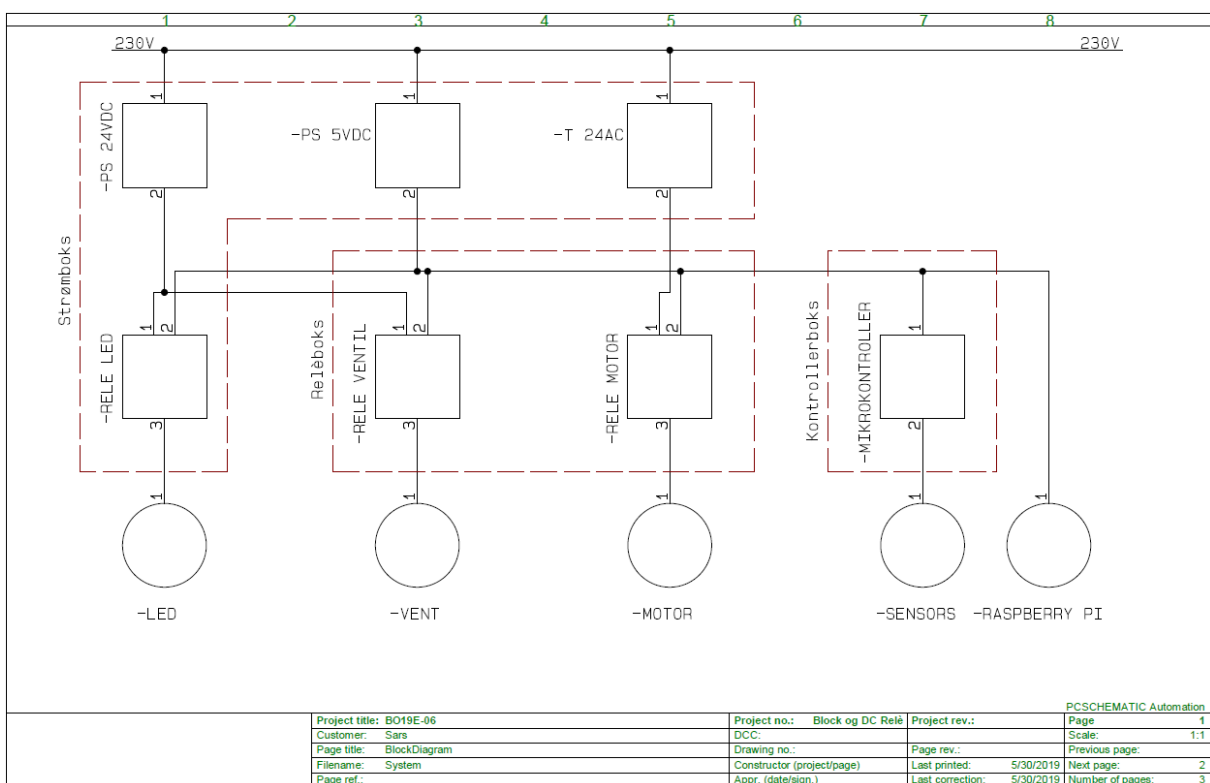 1 2 3 4 5 6 7 8
230V 230V
1 1 1
-PS 24VDC -PS 5VDC -T 24AC
2 2 2
Strømboks
Relèboks
Kontrollerboks
1 2 1 2 1 2 1
-RELE LED -RELE VENTIL -RELE MOTOR -MIKROKONTROLLER
3 3 3 2
1 1 1 1 1
-LED -VENT -MOTOR -SENSORS -RASPBERRY PI
PCSCHEMATIC Automation
Project title: BO19E-06 Project no.: Block og DC Relè Project rev.: Page 1
Customer: Sars DCC: Scale: 1:1
Page title: BlockDiagram Drawing no.: Page rev.: Previous page:
Filename: System Constructor (project/page) Last printed: 5/30/2019 Next page: 2
Page ref.: Appr. (date/sign.) Last correction: 5/30/2019 Number of pages: 3